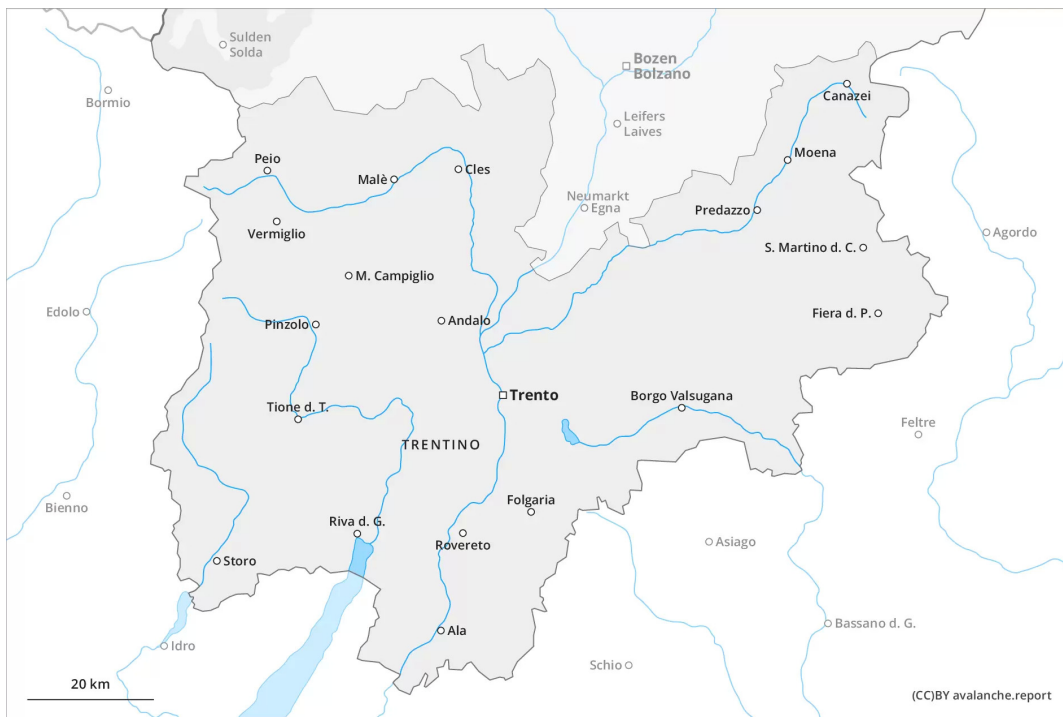 Sulden
Solda
Bozen
Bolzano
Canazei
Bormio
Leifers
Laives
Moena
Peio
Malè
Cles
Neumarkt
Egna
Predazzo
Vermiglio
Agordo
S. Martino d. C.
M. Campiglio
Edolo
Pinzolo
Andalo
Fiera d. P.
Trento
Borgo Valsugana
Tione d. T.
Feltre
TRENTINO
Bienno
Folgaria
Riva d. G.
Rovereto
Asiago
Storo
Ala
Bassano d. G.
Idro
Schio
20 km
(CC)BY avalanche.report